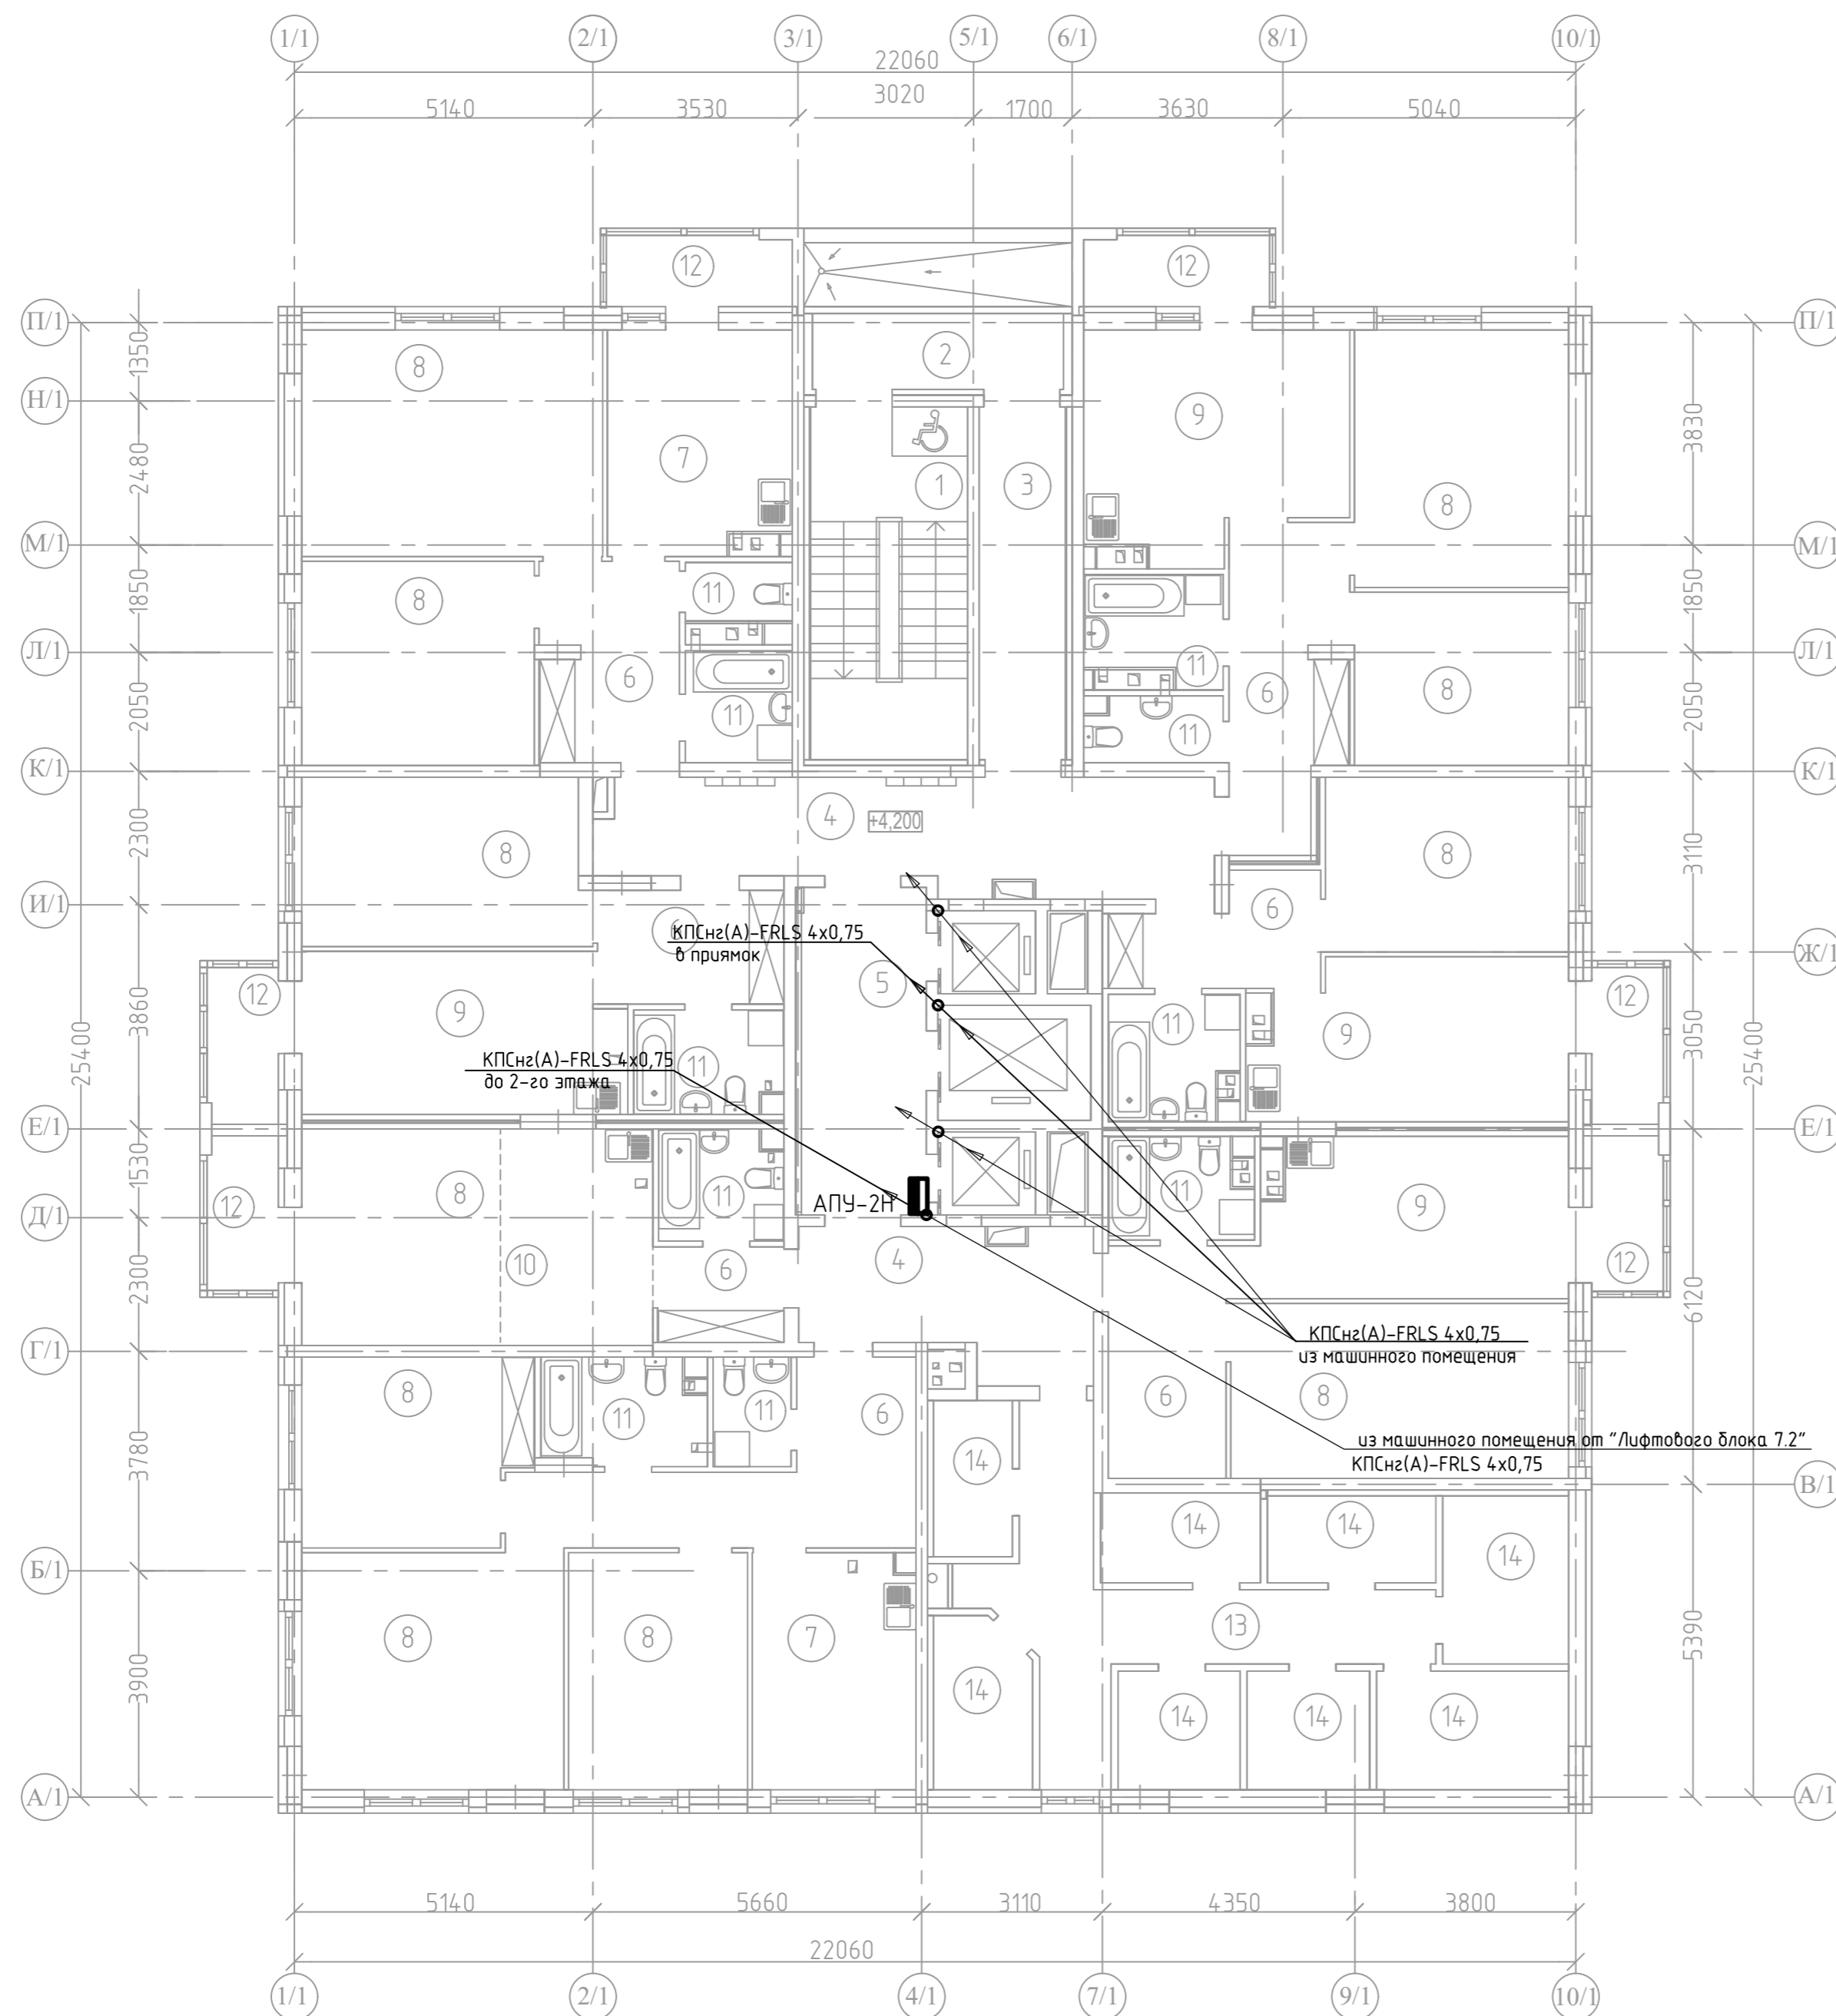 1/1 2/1 3/1 5/1 6/1 8/1 10/1
22060
5140 3530 3020 1700 3630 5040
12 12
П/1 П/1
1350
8 2
Н/1
9
2480 7 1 3 3830
8
М/1 М/1
1850 8 11 1850
Л/1 Л/1
11
6 6 8
2050 11 11 2050
К/1 К/1
2300 4 +4,200
8 8 3110
И/1 6 6
КПСнг(А)-FRLS 4х0,75
в приямок
Ж/1
12 5 12
3860 9 11 9 3050
25400 25400
КПСнг(А)-FRLS 4х0,75 11
до 2-го этажа
Е/1 Е/1
1530 8 11 11 9
12 АПУ-2Н
Д/1
2300 10 6 4 12
6120
КПСнг(А)-FRLS 4х0,75
из машинного помещения
Г/1
8 11 11 6 6 8
3780
из машинного помещения от "Лифтового блока 7.2"
КПСнг(А)-FRLS 4х0,75
14
В/1
14 14 14
Б/1
8 8 7 13
3900 5390
14 14 14 14
А/1 А/1
5140 5660 3110 4350 3800
22060
1/1 2/1 4/1 7/1 9/1 10/1